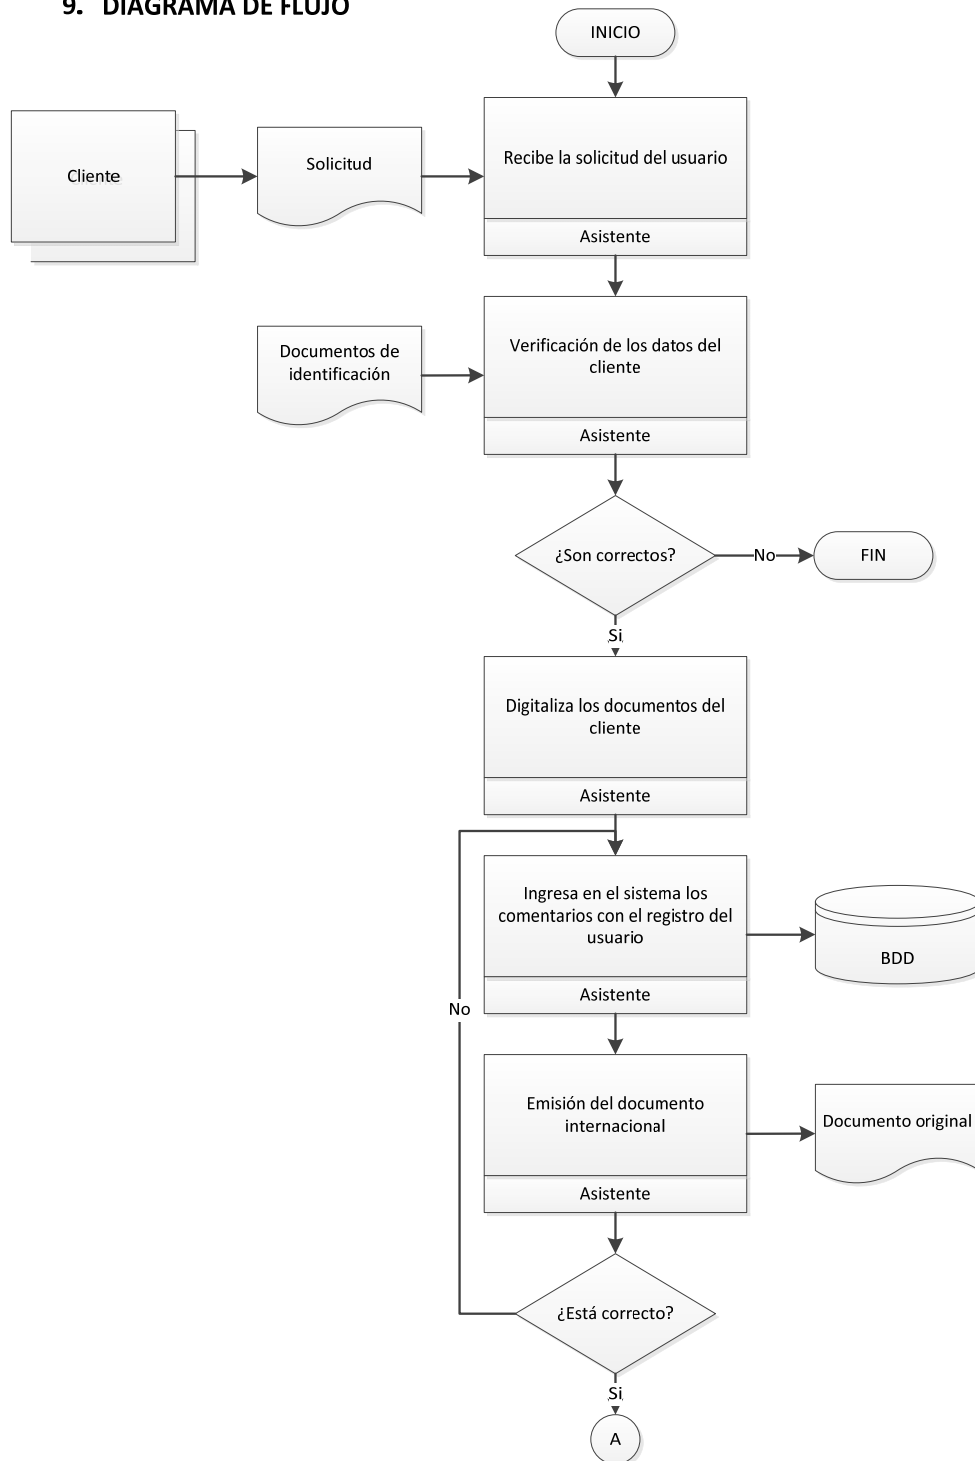 9. DIAGRAMA DE FLUJO
INICIO
Cliente
Solicitud
Recibe la solicitud del usuario
Asistente
Documentos de
identificación
Verificación de los datos del
cliente
Asistente
¿Son correctos?
No
FIN
Si
Digitaliza los documentos del
cliente
Asistente
Ingresa en el sistema los
comentarios con el registro del
usuario
BDD
Asistente
No
Emisión del documento
internacional
Documento original
Asistente
¿Está correcto?
Si
A